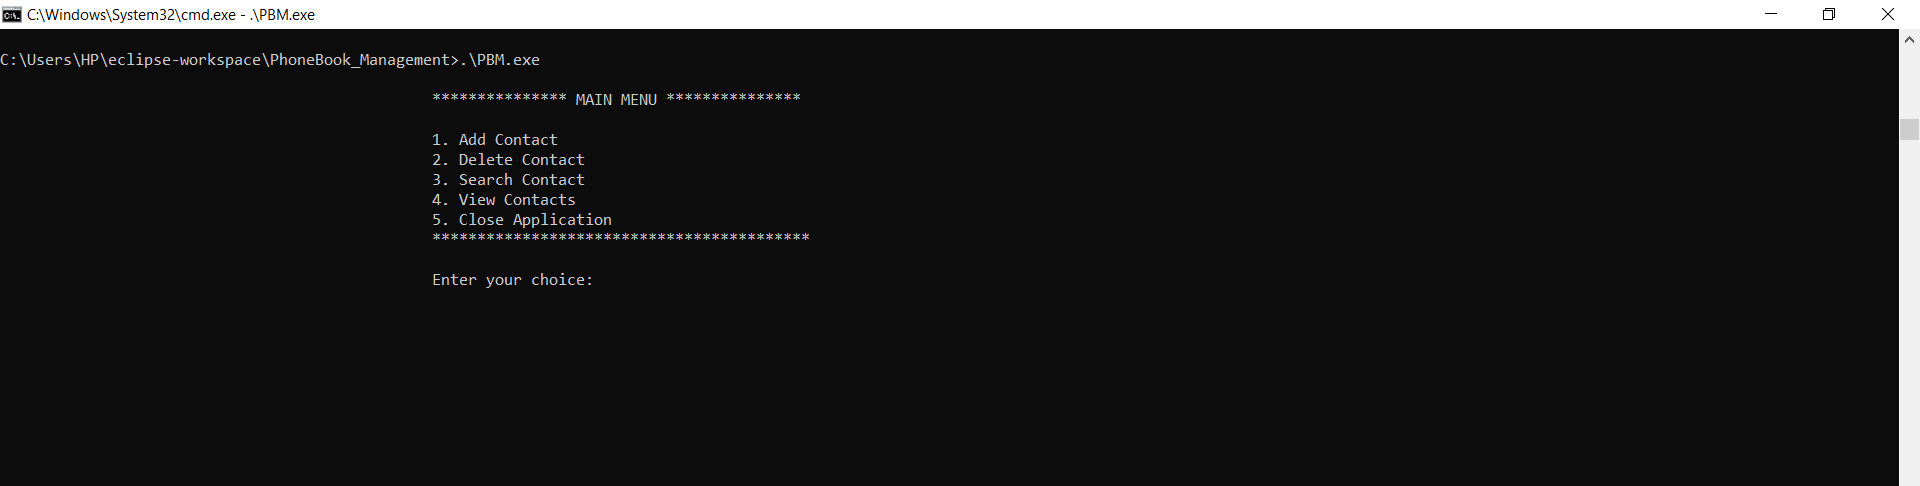 C:\Windows\System32\cmd.exe - .\PBM.exe
C:\Users\HP\eclipse-workspace\PhoneBook_Management>.\PBM.exe
*************** MAIN MENU ***************
1. Add Contact
2. Delete Contact
3. Search Contact
4. View Contacts
5. Close Application
******************************************
Enter your choice: